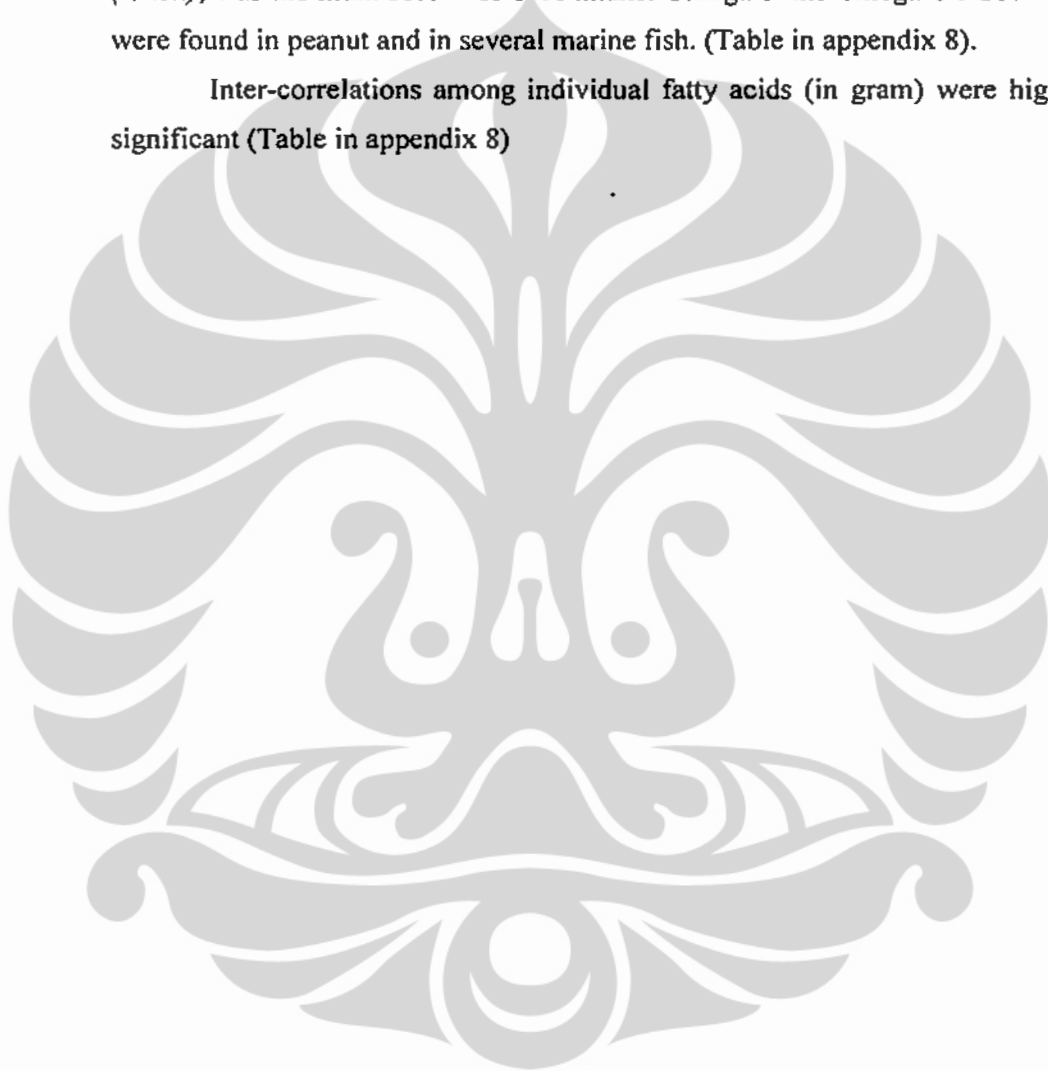 were found in peanut and in several marine fish. (Table in appendix 8).
Inter-correlations among individual fatty acids (in gram) were hig
significant (Table in appendix 8)